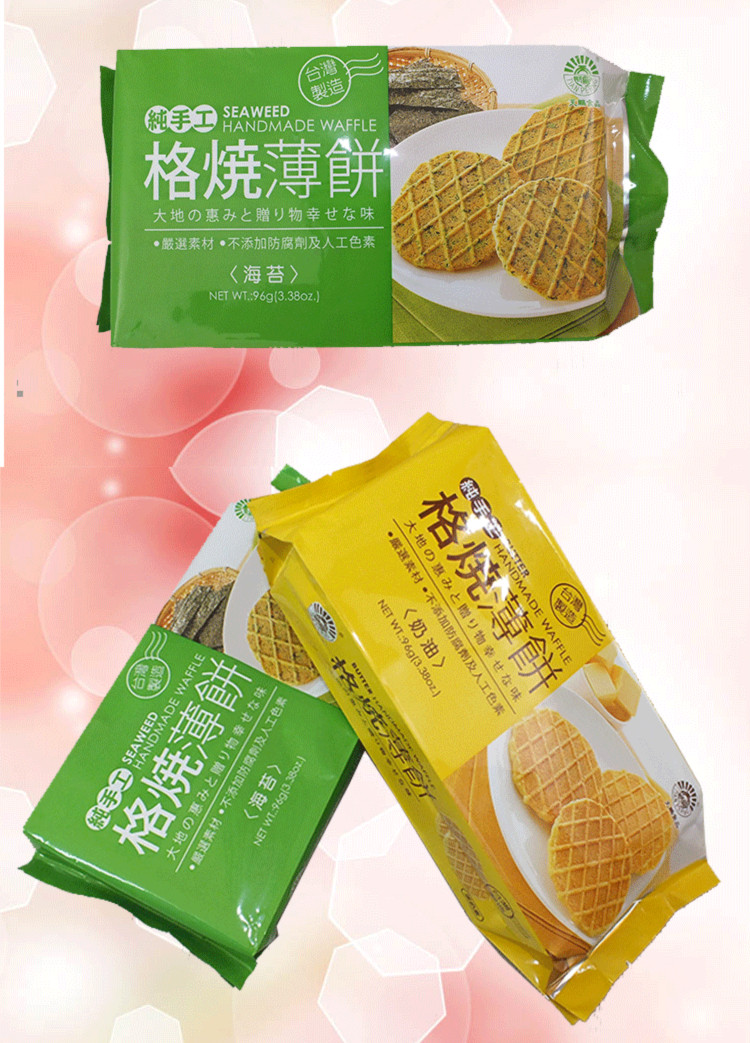 台灣
製造
純手工
SEAWEED
HANDMADE WAFFLE
格燒薄餅
大地の惠みと贈り物幸せな味
•嚴選素材 •不添加防腐劑及人工色素
〈海苔〉
NET WT.:96g(3.38oz.)
台灣
製造
純手工
SEAWEED
HANDMADE WAFFLE
格燒薄餅
大地の惠みと贈り物幸せな味
•嚴選素材 •不添加防腐劑及人工色素
〈海苔〉
NET WT.:96g(3.38oz.)
純手工
BUTTER
HANDMADE WAFFLE
格燒薄餅
大地の惠みと贈り物幸せな味
•嚴選素材 •不添加防腐劑及人工色素
〈奶油〉
NET WT.:96g(3.38oz.)
台灣
製造
BUTTER HANDMADE WAFFLE
格燒薄餅